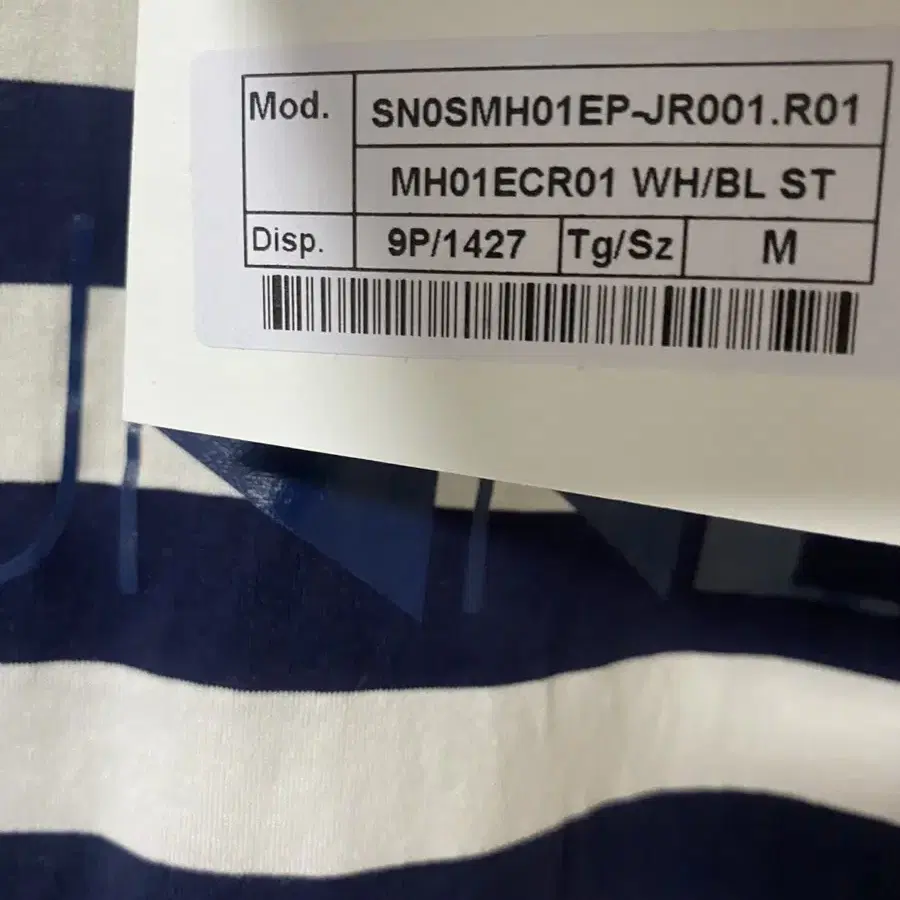 Mod. SN0SMH01EP-JR001.R01
MH01ECR01 WH/BL ST
Disp. 9P/1427 Tg/Sz M